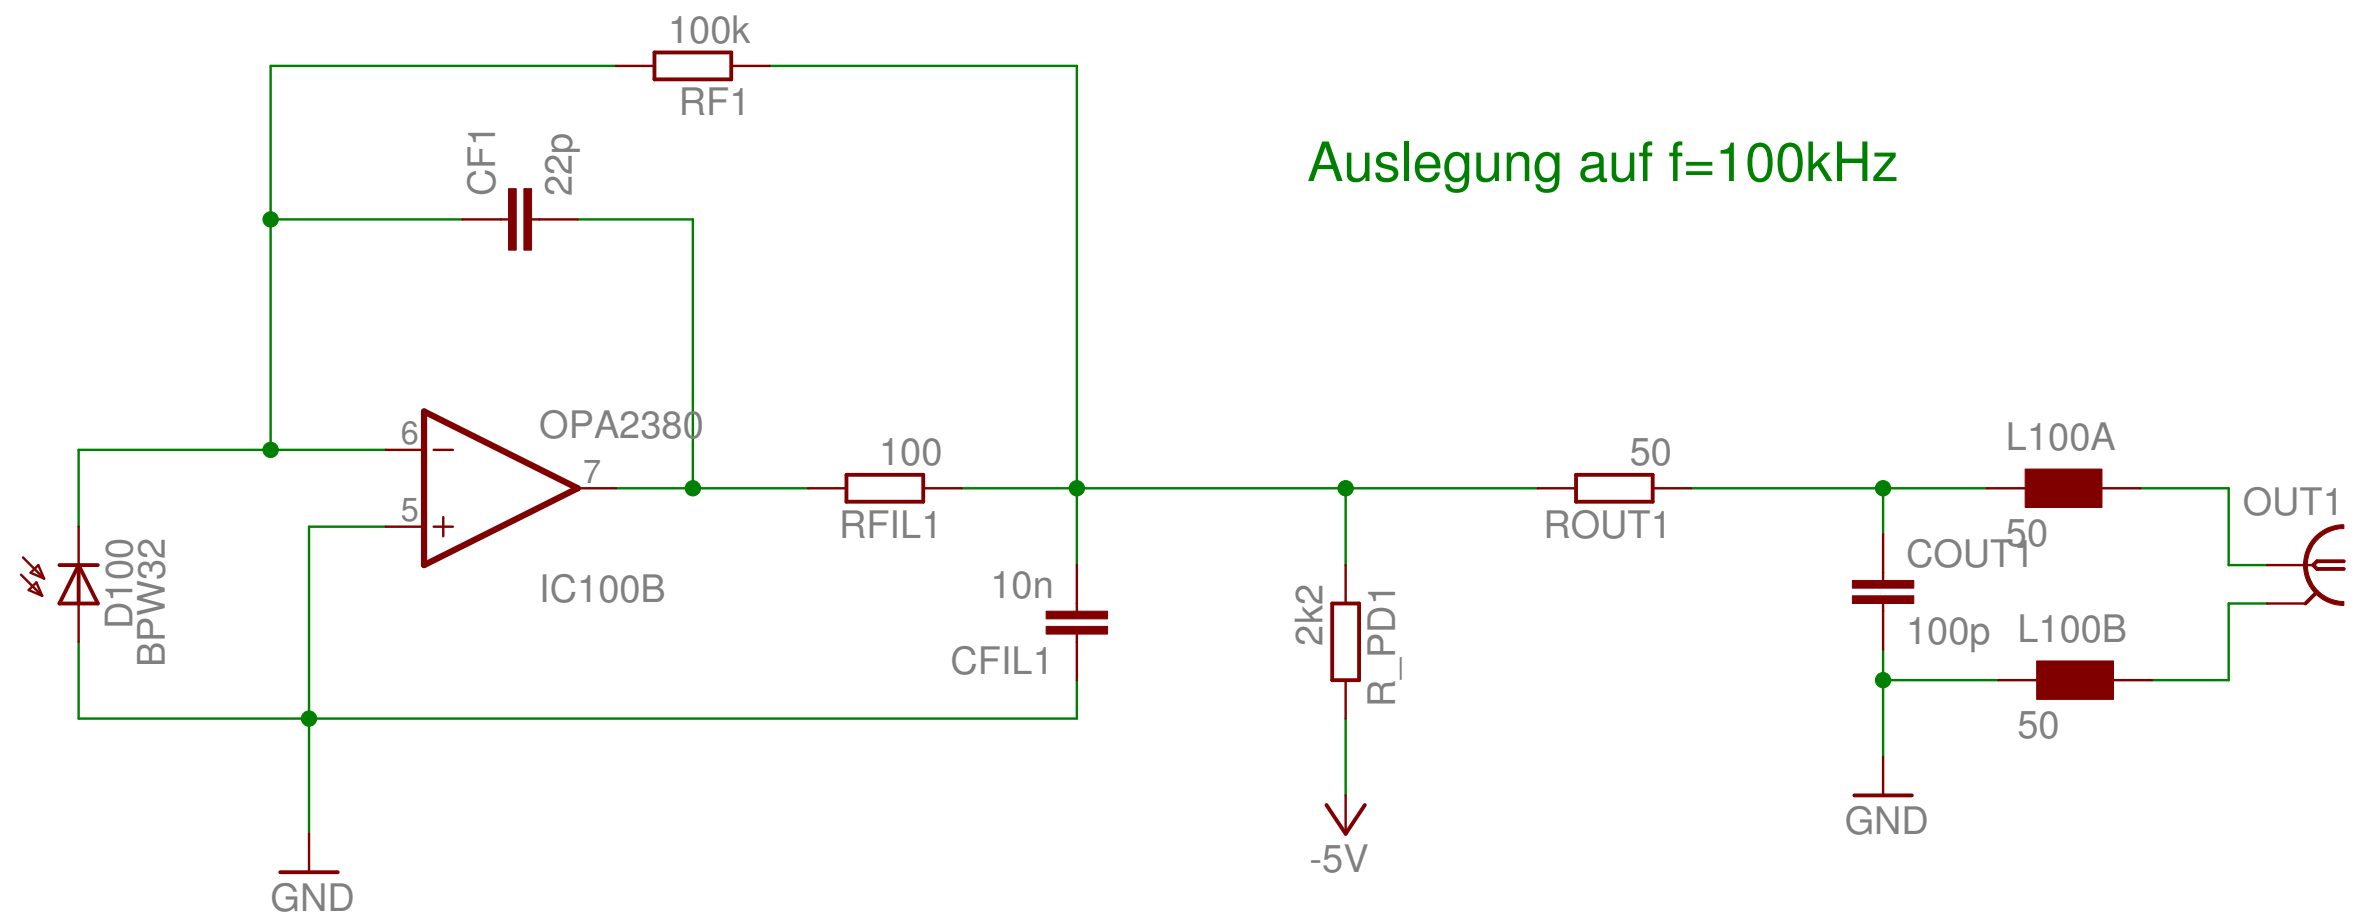 100k
RF1
CF1
22p
Auslegung auf f=100kHz
OPA2380
6
7
5
IC100B
D100
BPW32
100
RFIL1
10n
CFIL1
2k2
R_PD1
-5V
50
ROUT1
COUT1
100p
L100A
50
L100B
50
OUT1
GND
GND